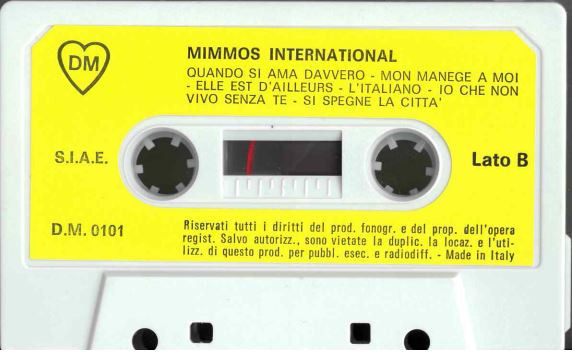 DM
MIMMOS INTERNATIONAL
QUANDO SI AMA DAVVERO - MON MANEGE A MOI
- ELLE EST D'AILLEURS - L'ITALIANO - IO CHE NON
VIVO SENZA TE - SI SPEGNE LA CITTA'
S.I.A.E.
Lato B
D.M. 0101
Riservati tutti i diritti del prod. fonogr. e del prop. dell'opera
regist. Salvo autorizz., sono vietate la duplic. la locaz. e l'uti-
lizz. di questo prod. per pubbl. esec. e radiodiff. - Made in Italy